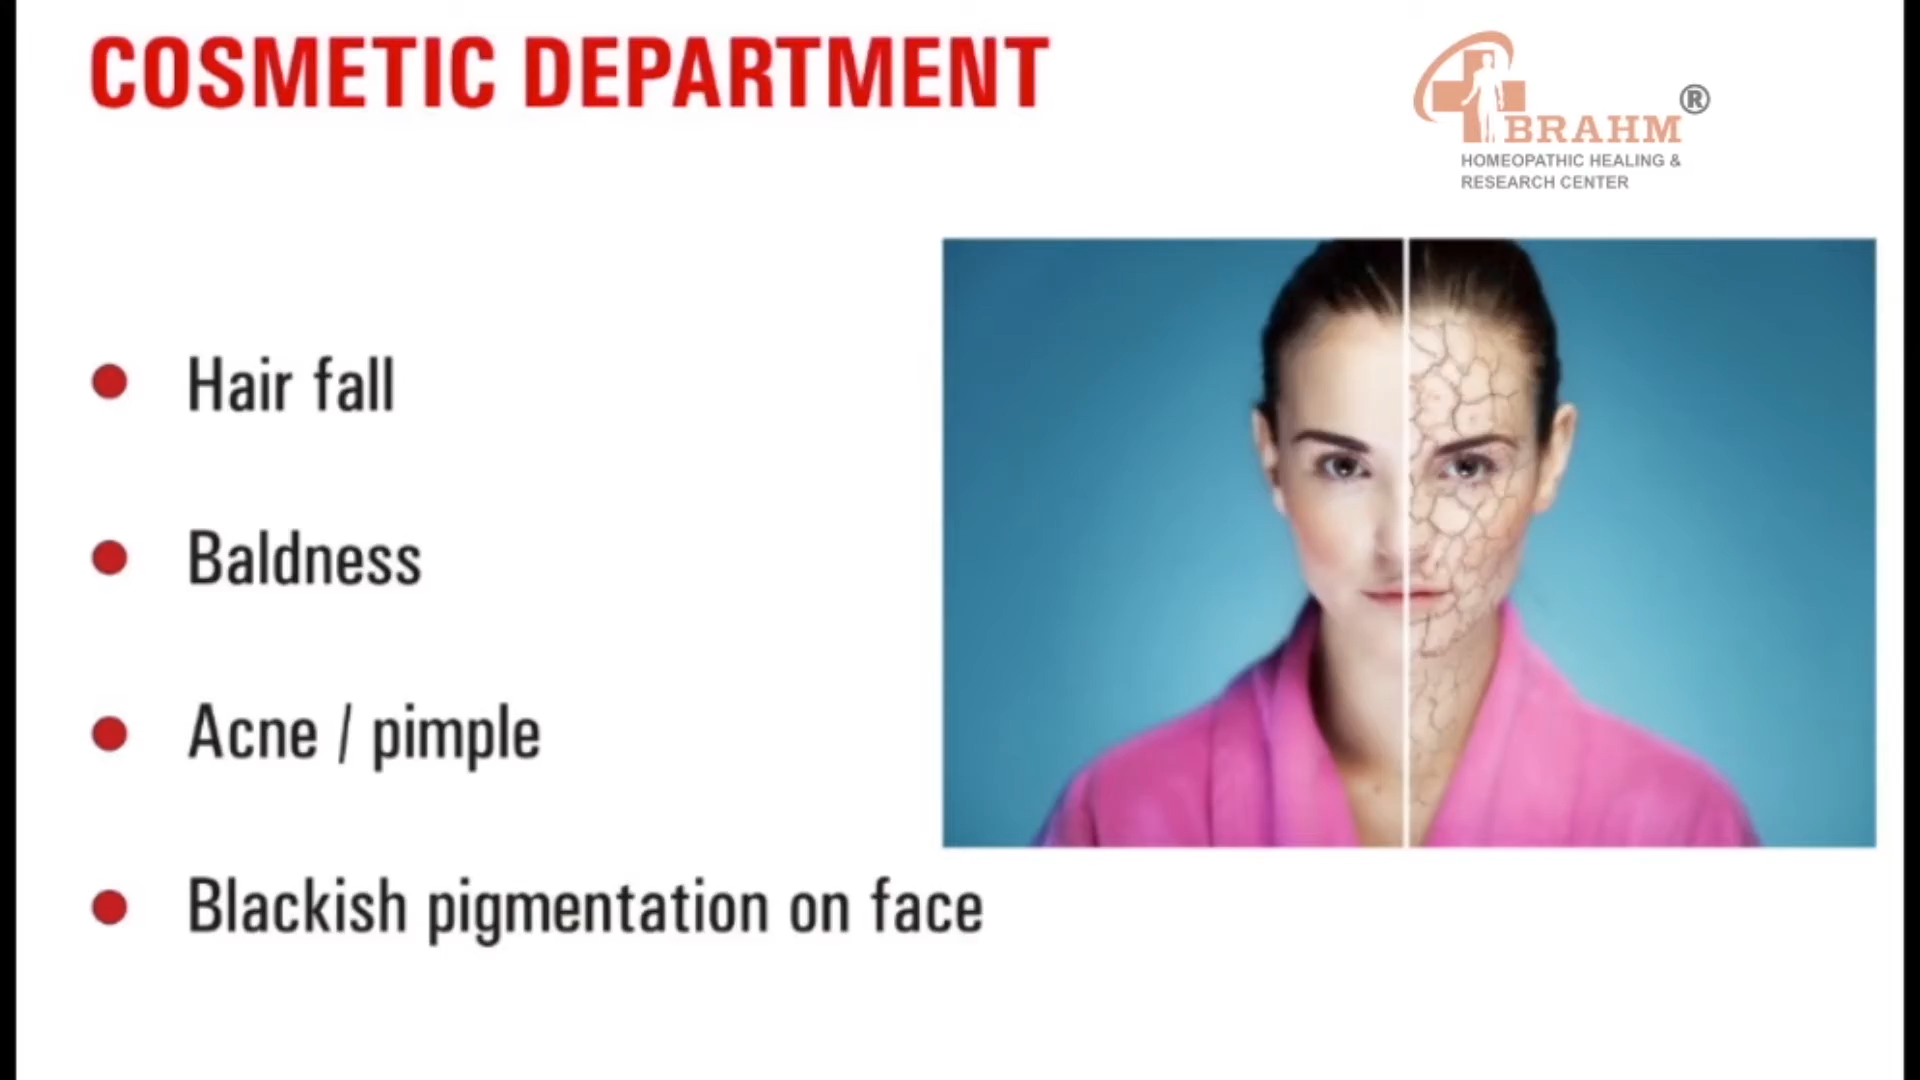 COSMETIC DEPARTMENT
BRAHM®
HOMEOPATHIC HEALING &
RESEARCH CENTER
Hair fall
Baldness
Acne / pimple
Blackish pigmentation on face